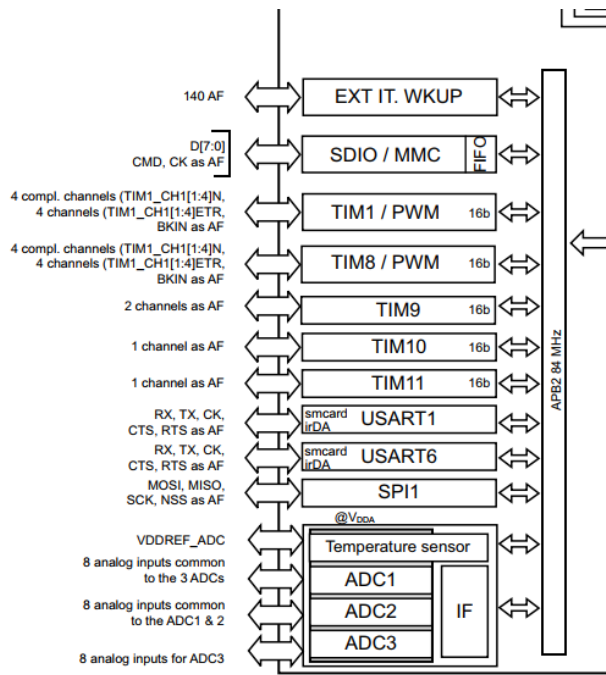 140 AF
EXT IT. WKUP
D[7:0]
CMD, CK as AF
SDIO / MMC
FIFO
4 compl. channels (TIM1_CH1[1:4]N,
4 channels (TIM1_CH1[1:4]ETR,
BKIN as AF
TIM1 / PWM
16b
4 compl. channels (TIM1_CH1[1:4]N,
4 channels (TIM1_CH1[1:4]ETR,
BKIN as AF
TIM8 / PWM
16b
2 channels as AF
TIM9
16b
1 channel as AF
TIM10
16b
1 channel as AF
TIM11
16b
RX, TX, CK,
CTS, RTS as AF
smcard
irDA
USART1
RX, TX, CK,
CTS, RTS as AF
smcard
irDA
USART6
MOSI, MISO,
SCK, NSS as AF
SPI1
@VDDA
VDDREF_ADC
Temperature sensor
8 analog inputs common
to the 3 ADCs
ADC1
8 analog inputs common
to the ADC1 & 2
ADC2
IF
8 analog inputs for ADC3
ADC3
APB2 84 MHz